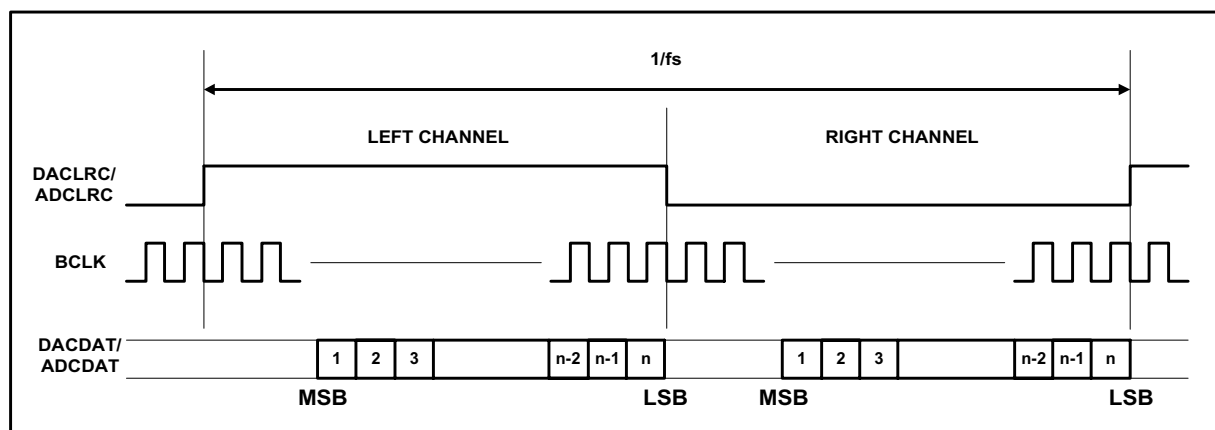 1/fs
LEFT CHANNEL RIGHT CHANNEL
DACLRC/
ADCLRC
BCLK
DACDAT/
ADCDAT
1 2 3 n-2 n-1 n 1 2 3 n-2 n-1 n
MSB LSB MSB LSB